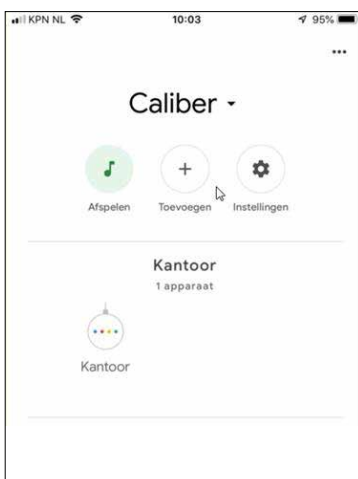 KPN NL 10:03 95%
Caliber
Afspelen Toevoegen Instellingen
Kantoor
1 apparaat
Kantoor